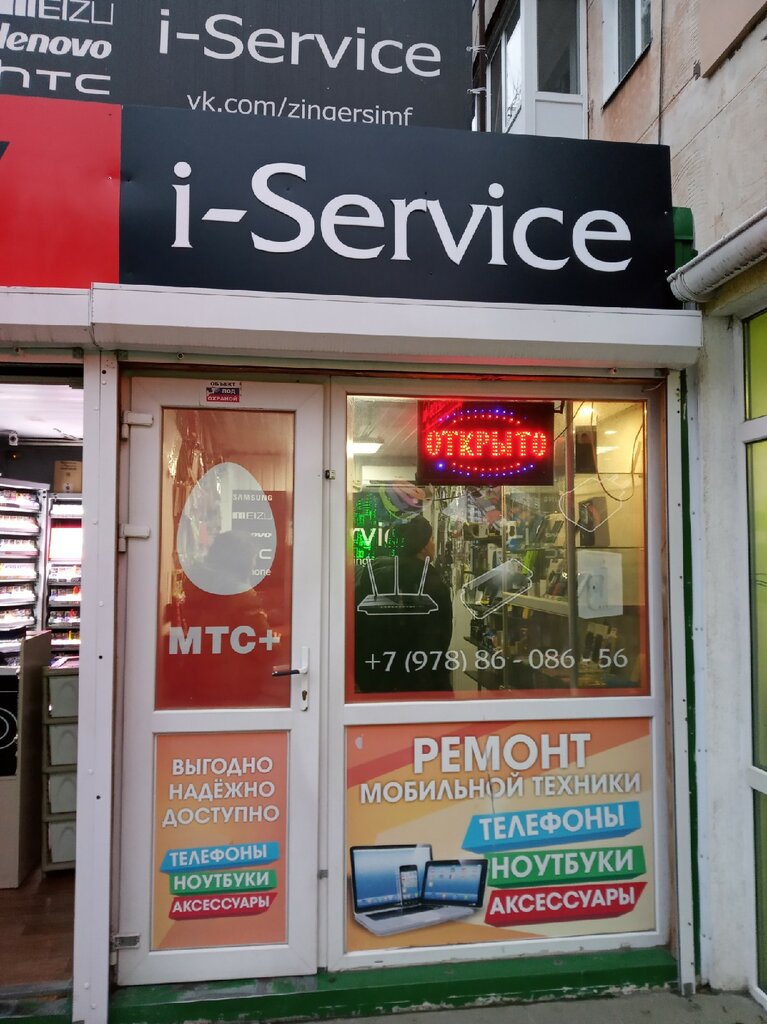 MEIZU
lenovo
hTC
i-Service
vk.com/zingersimf
i-Service
ОБЪЕКТ
ПОД
ОХРАНОЙ
SAMSUNG
MEIZU
МТС+
ОТКРЫТО
+7 (978) 86 - 086 - 56
ВЫГОДНО
НАДЁЖНО
ДОСТУПНО
ТЕЛЕФОНЫ
НОУТБУКИ
АКСЕССУАРЫ
РЕМОНТ
МОБИЛЬНОЙ ТЕХНИКИ
ТЕЛЕФОНЫ
НОУТБУКИ
АКСЕССУАРЫ